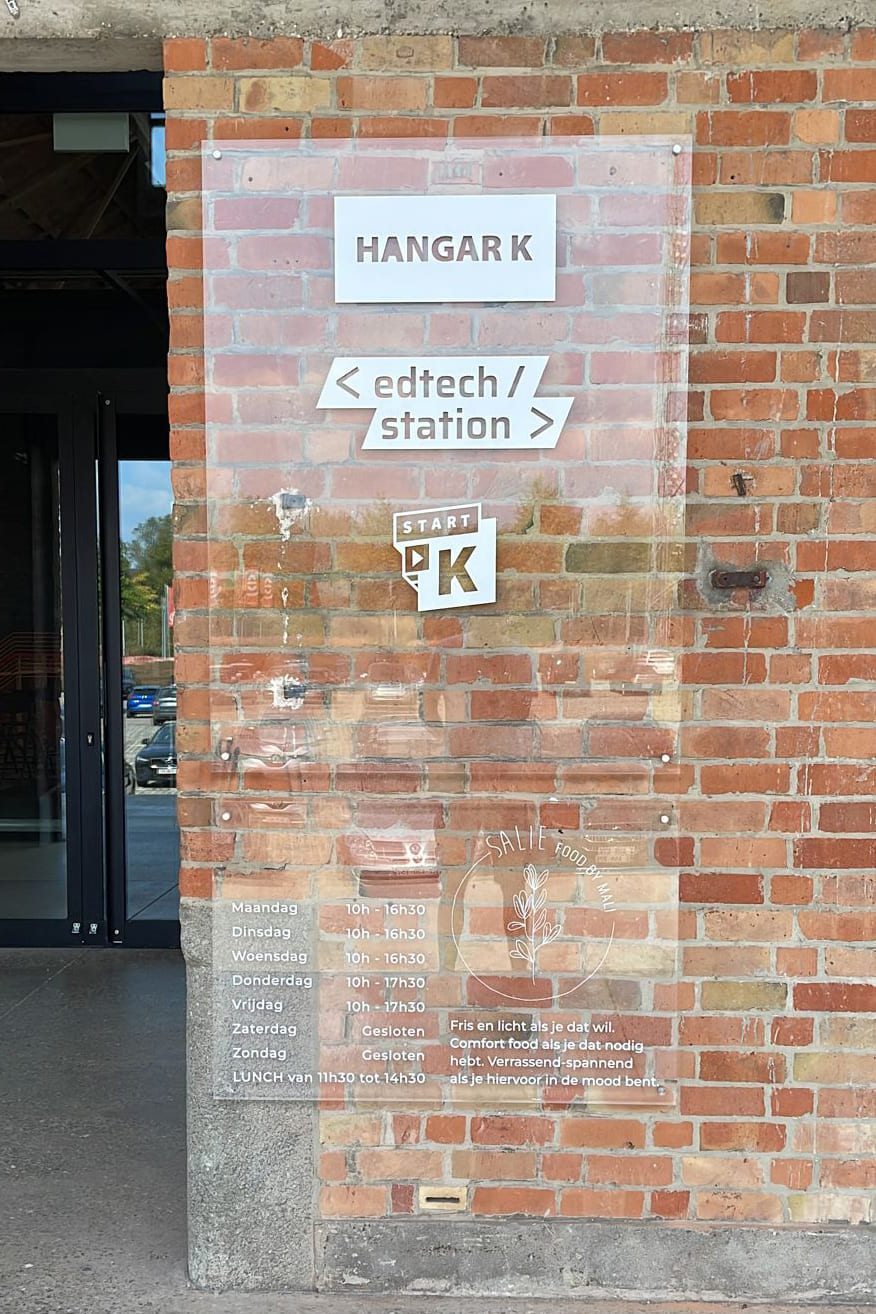 HANGAR K
< edtech /
station >
START
K
SALIE FOOD BY MALI
Maandag 10h - 16h30
Dinsdag 10h - 16h30
Woensdag 10h - 16h30
Donderdag 10h - 17h30
Vrijdag 10h - 17h30
Zaterdag Gesloten
Zondag Gesloten
LUNCH van 11h30 tot 14h30
Fris en licht als je dat wil.
Comfort food als je dat nodig
hebt. Verrassend-spannend
als je hiervoor in de mood bent.